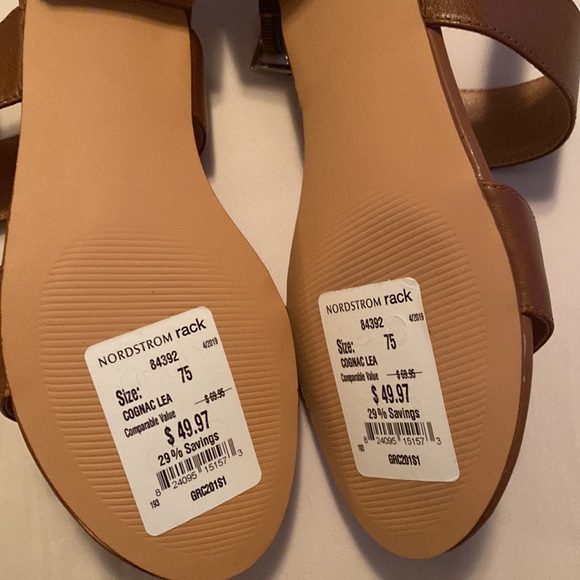 NORDSTROM rack
84392 4/2019
Size: 75
COGNAC LEA
Comparable Value $ 69.95
$ 49.97
29% Savings
8 24095 15157 3
193 GRC201S1
NORDSTROM rack
84392 4/2019
Size: 75
COGNAC LEA
Comparable Value $ 69.95
$ 49.97
29% Savings
8 24095 15157 3
193 GRC201S1